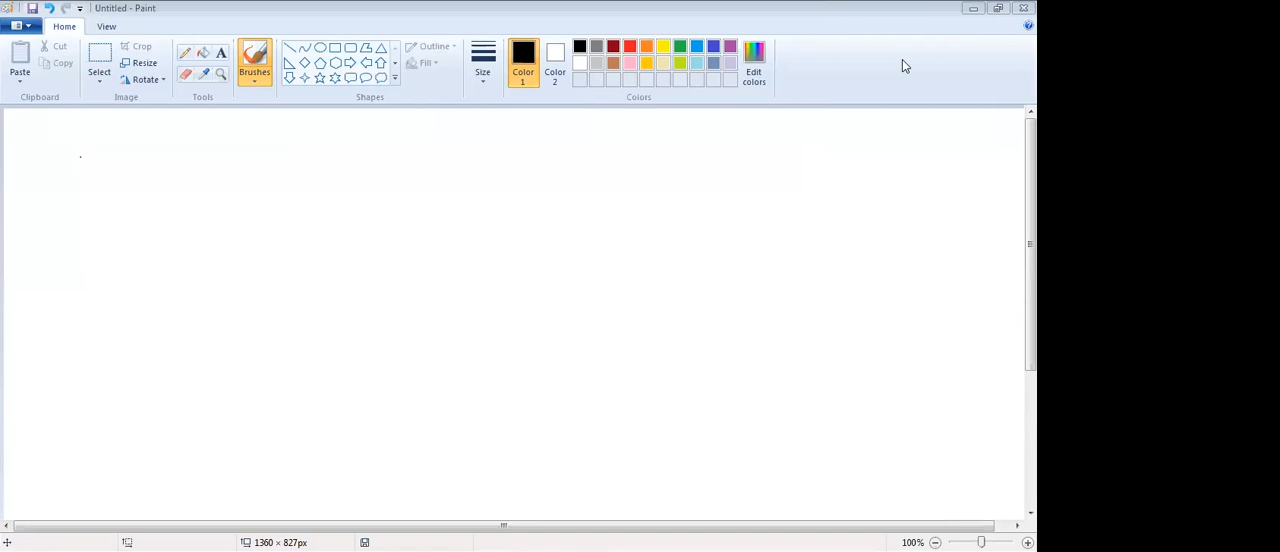 Untitled - Paint
Home View
Paste
Cut
Copy
Clipboard
Select
Crop
Resize
Rotate
Image
A
Tools
Brushes
Outline
Fill
Shapes
Size
Color 1
Color 2
Edit colors
Colors
1360 × 827px
100%